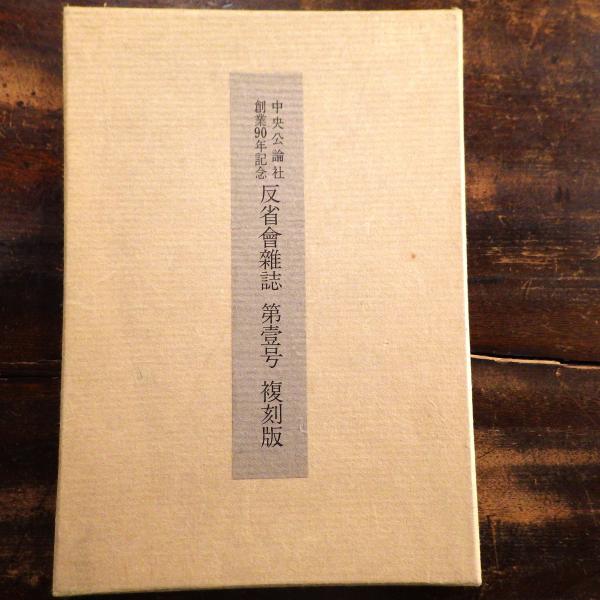 中央公論社
創業90年記念
反省會雜誌 第壹号 複刻版